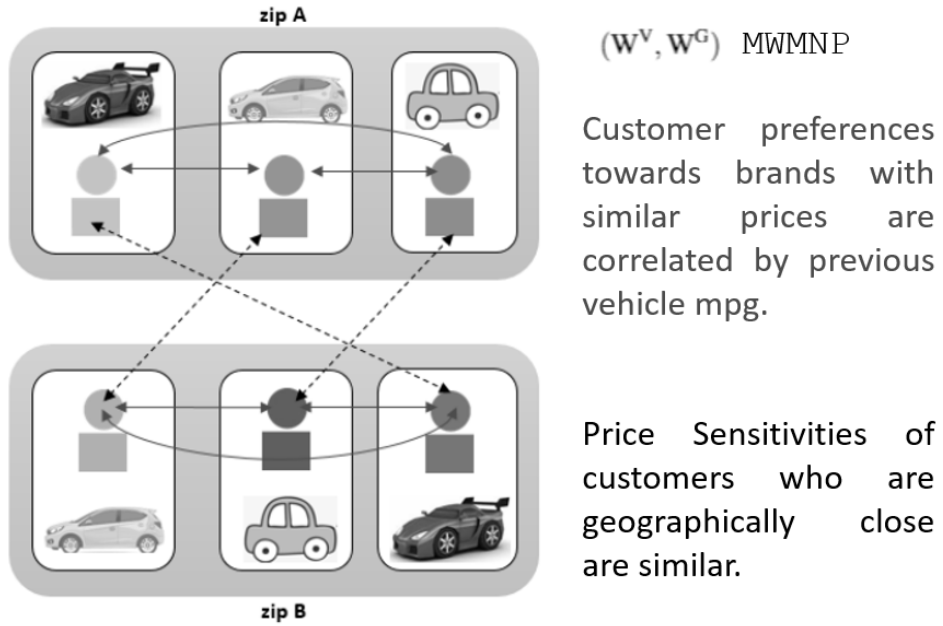 zip A
(W^V, W^G) MWMNP
Customer preferences
towards brands with
similar prices are
correlated by previous
vehicle mpg.
Price Sensitivities of
customers who are
geographically close
are similar.
zip B